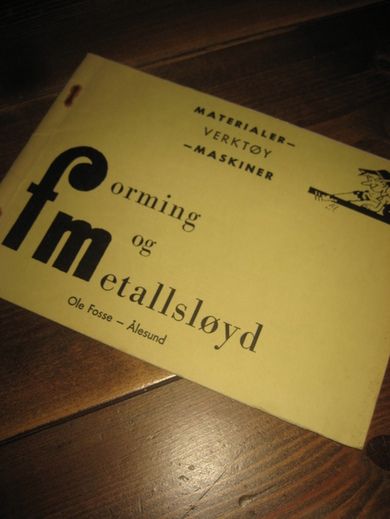 MATERIALER–
VERKTØY
–MASKINER
forming
og
metallsløyd
Ole Fosse – Ålesund